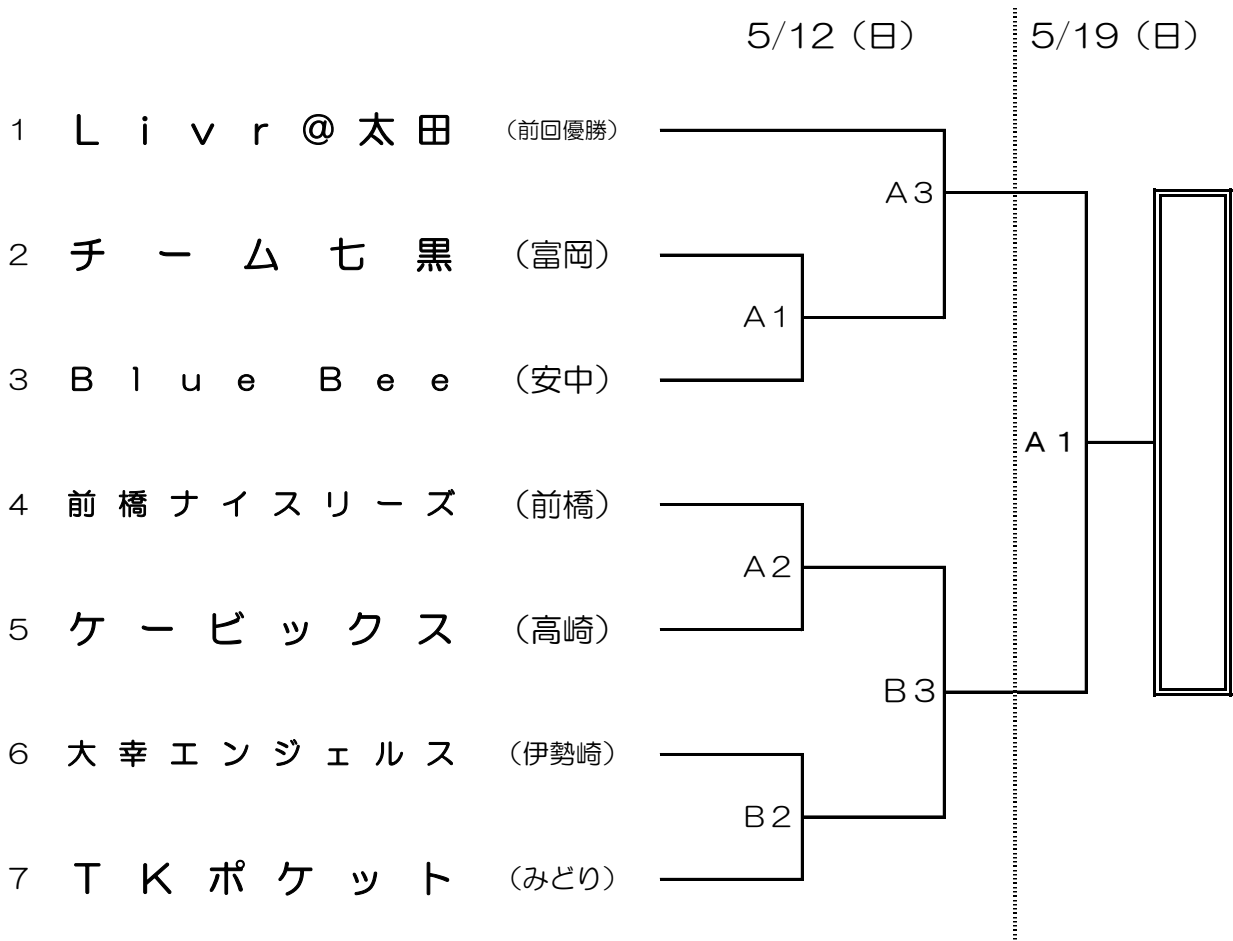 5/12（日） 5/19（日）
1 Livr＠太田 （前回優勝）
A3
2 チーム七黒 （富岡）
A1
3 Blue Bee （安中）
A1
4 前橋ナイスリーズ （前橋）
A2
5 ケービックス （高崎）
B3
6 大幸エンジェルス （伊勢崎）
B2
7 TKポケット （みどり）